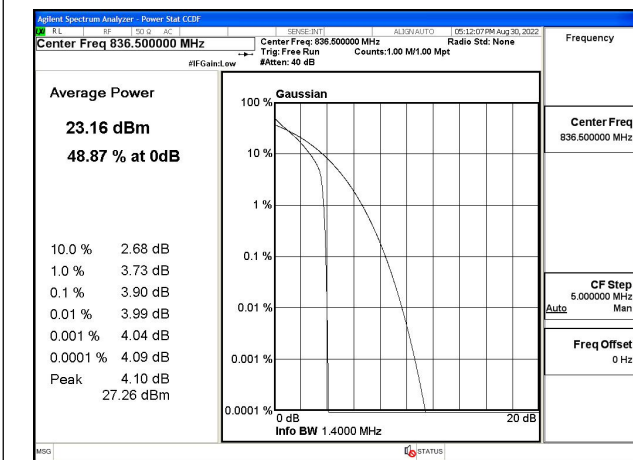 Agilent Spectrum Analyzer - Power Stat CCDF
LXI RL RF 50 Ω AC SENSE:INT ALIGN AUTO 05:12:07 PM Aug 30, 2022
Center Freq 836.500000 MHz
Center Freq: 836.500000 MHz Radio Std: None
Trig: Free Run Counts:1.00 M/1.00 Mpt
#IFGain:Low #Atten: 40 dB
Frequency
Average Power
23.16 dBm
48.87 % at 0dB
10.0 % 2.68 dB
1.0 % 3.73 dB
0.1 % 3.90 dB
0.01 % 3.99 dB
0.001 % 4.04 dB
0.0001 % 4.09 dB
Peak 4.10 dB
27.26 dBm
Gaussian
100 %
10 %
1 %
0.1 %
0.01 %
0.001 %
0.0001 %
0 dB 20 dB
Info BW 1.4000 MHz
Center Freq
836.500000 MHz
CF Step
5.000000 MHz
Auto Man
Freq Offset
0 Hz
MSG STATUS